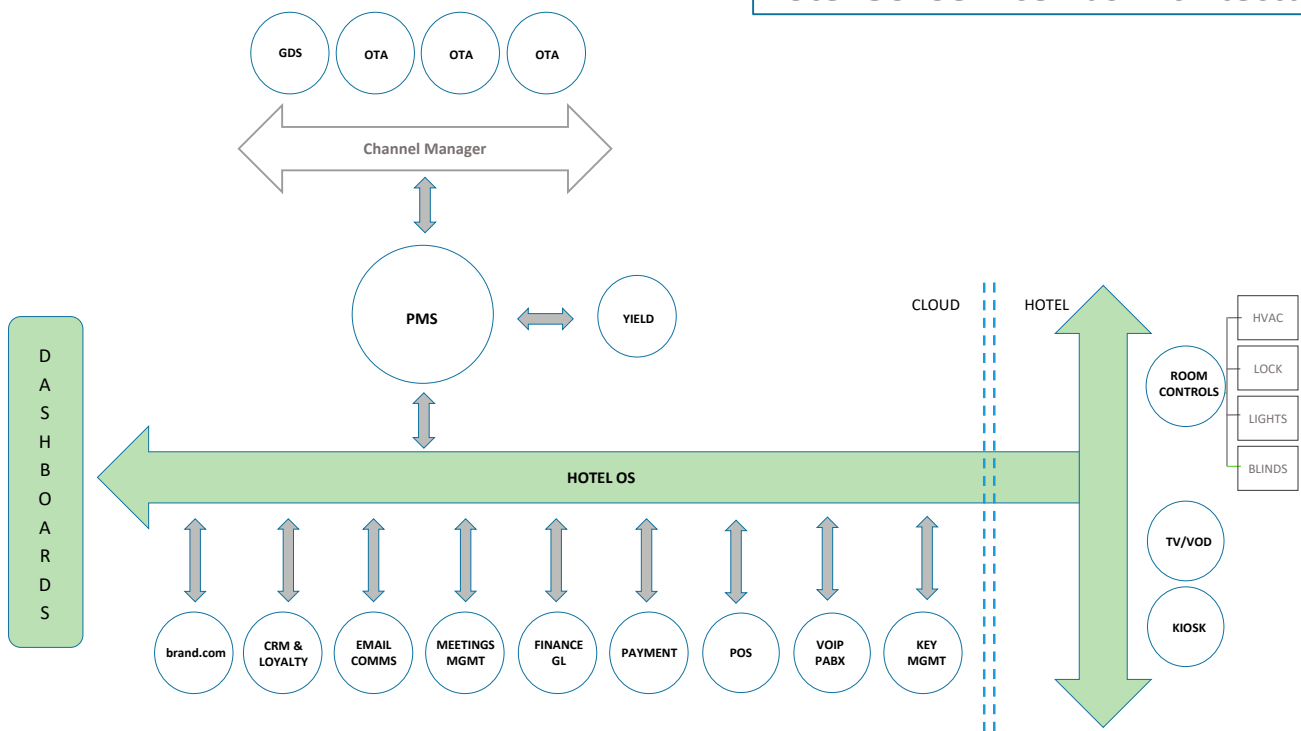 GDS
OTA
OTA
OTA
Channel Manager
PMS
YIELD
CLOUD
HOTEL
HVAC
LOCK
LIGHTS
BLINDS
ROOM
CONTROLS
D
A
S
H
B
O
A
R
D
S
HOTEL OS
TV/VOD
KIOSK
brand.com
CRM &
LOYALTY
EMAIL
COMMS
MEETINGS
MGMT
FINANCE
GL
PAYMENT
POS
VOIP
PABX
KEY
MGMT